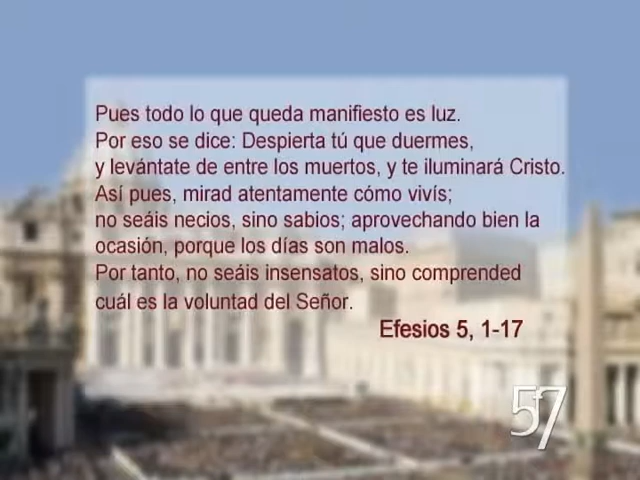 Pues todo lo que queda manifiesto es luz.
Por eso se dice: Despierta tú que duermes,
y levántate de entre los muertos, y te iluminará Cristo.
Así pues, mirad atentamente cómo vivís;
no seáis necios, sino sabios; aprovechando bien la
ocasión, porque los días son malos.
Por tanto, no seáis insensatos, sino comprended
cuál es la voluntad del Señor.
Efesios 5, 1-17
57